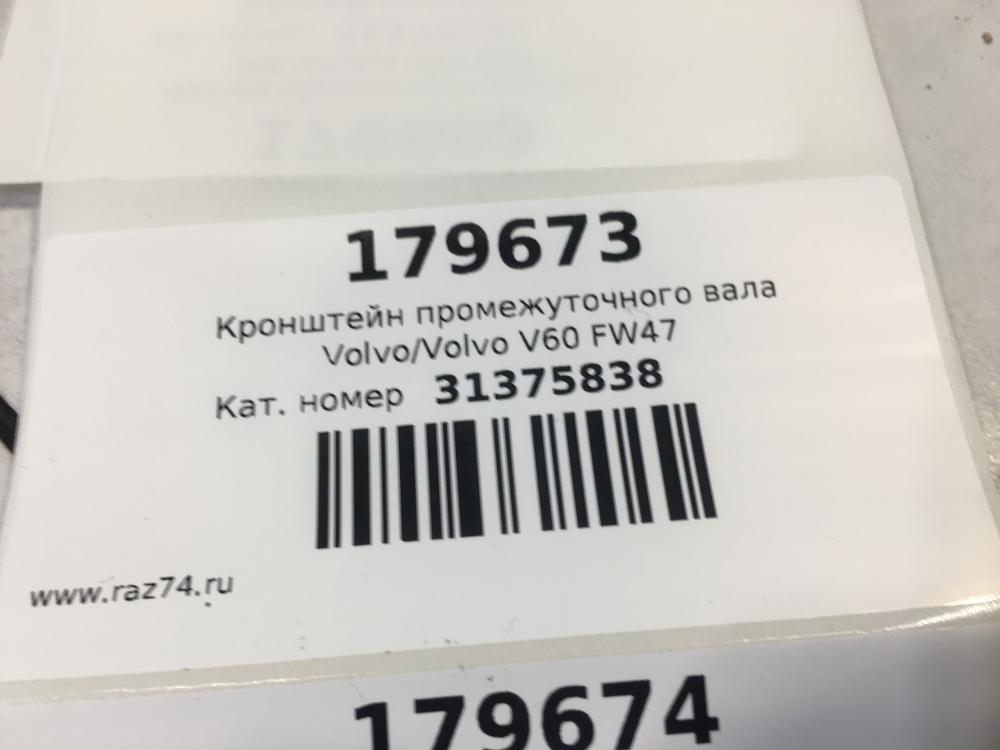 179673
Кронштейн промежуточного вала
Volvo/Volvo V60 FW47
Кат. номер 31375838
www.raz74.ru
179674